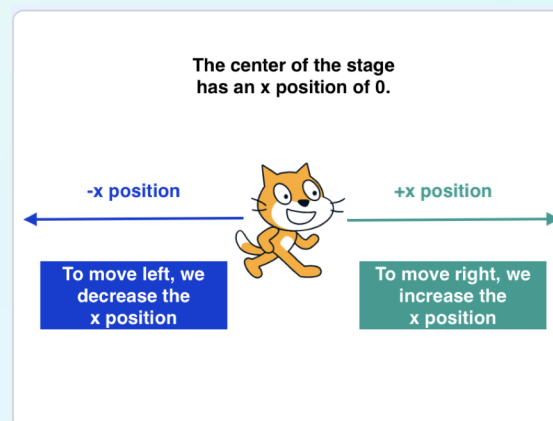 The center of the stage
has an x position of 0.
-x position
+x position
To move left, we
decrease the
x position
To move right, we
increase the
x position